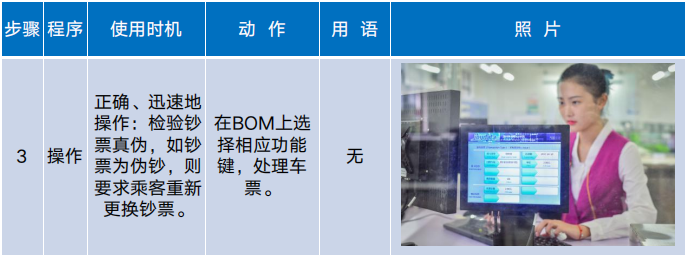 步骤 程序 使用时机 动 作 用 语 照 片
3 操作 正确、迅速地
操作：检验钞
票真伪，如钞
票为伪钞，则
要求乘客重新
更换钞票。
在BOM上选
择相应功能
键，处理车
票。
无